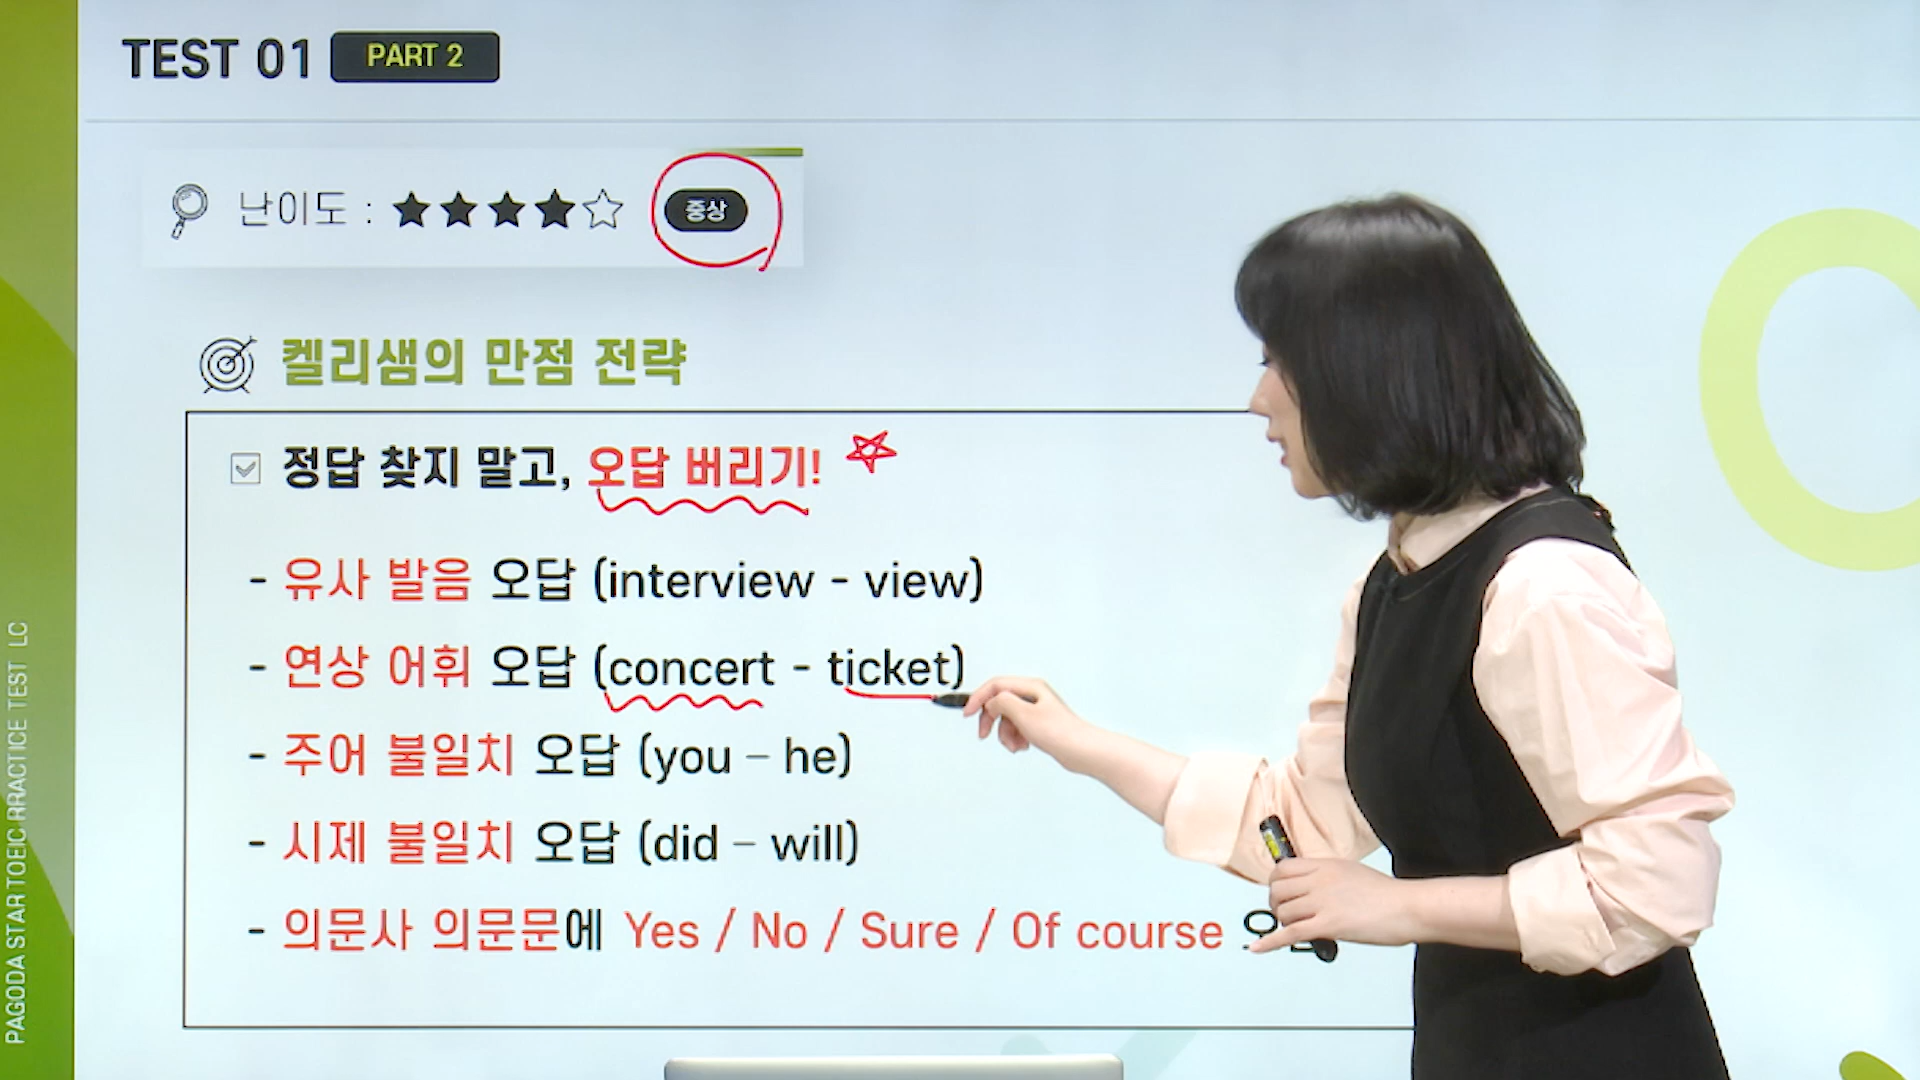 TEST 01 PART 2
난이도 : ★★★★☆ 중상
켈리샘의 만점 전략
정답 찾지 말고, 오답 버리기!
- 유사 발음 오답 (interview - view)
- 연상 어휘 오답 (concert - ticket)
- 주어 불일치 오답 (you – he)
- 시제 불일치 오답 (did – will)
- 의문사 의문문에 Yes / No / Sure / Of course
PAGODA STAR TOEIC RRACTICE TEST LC